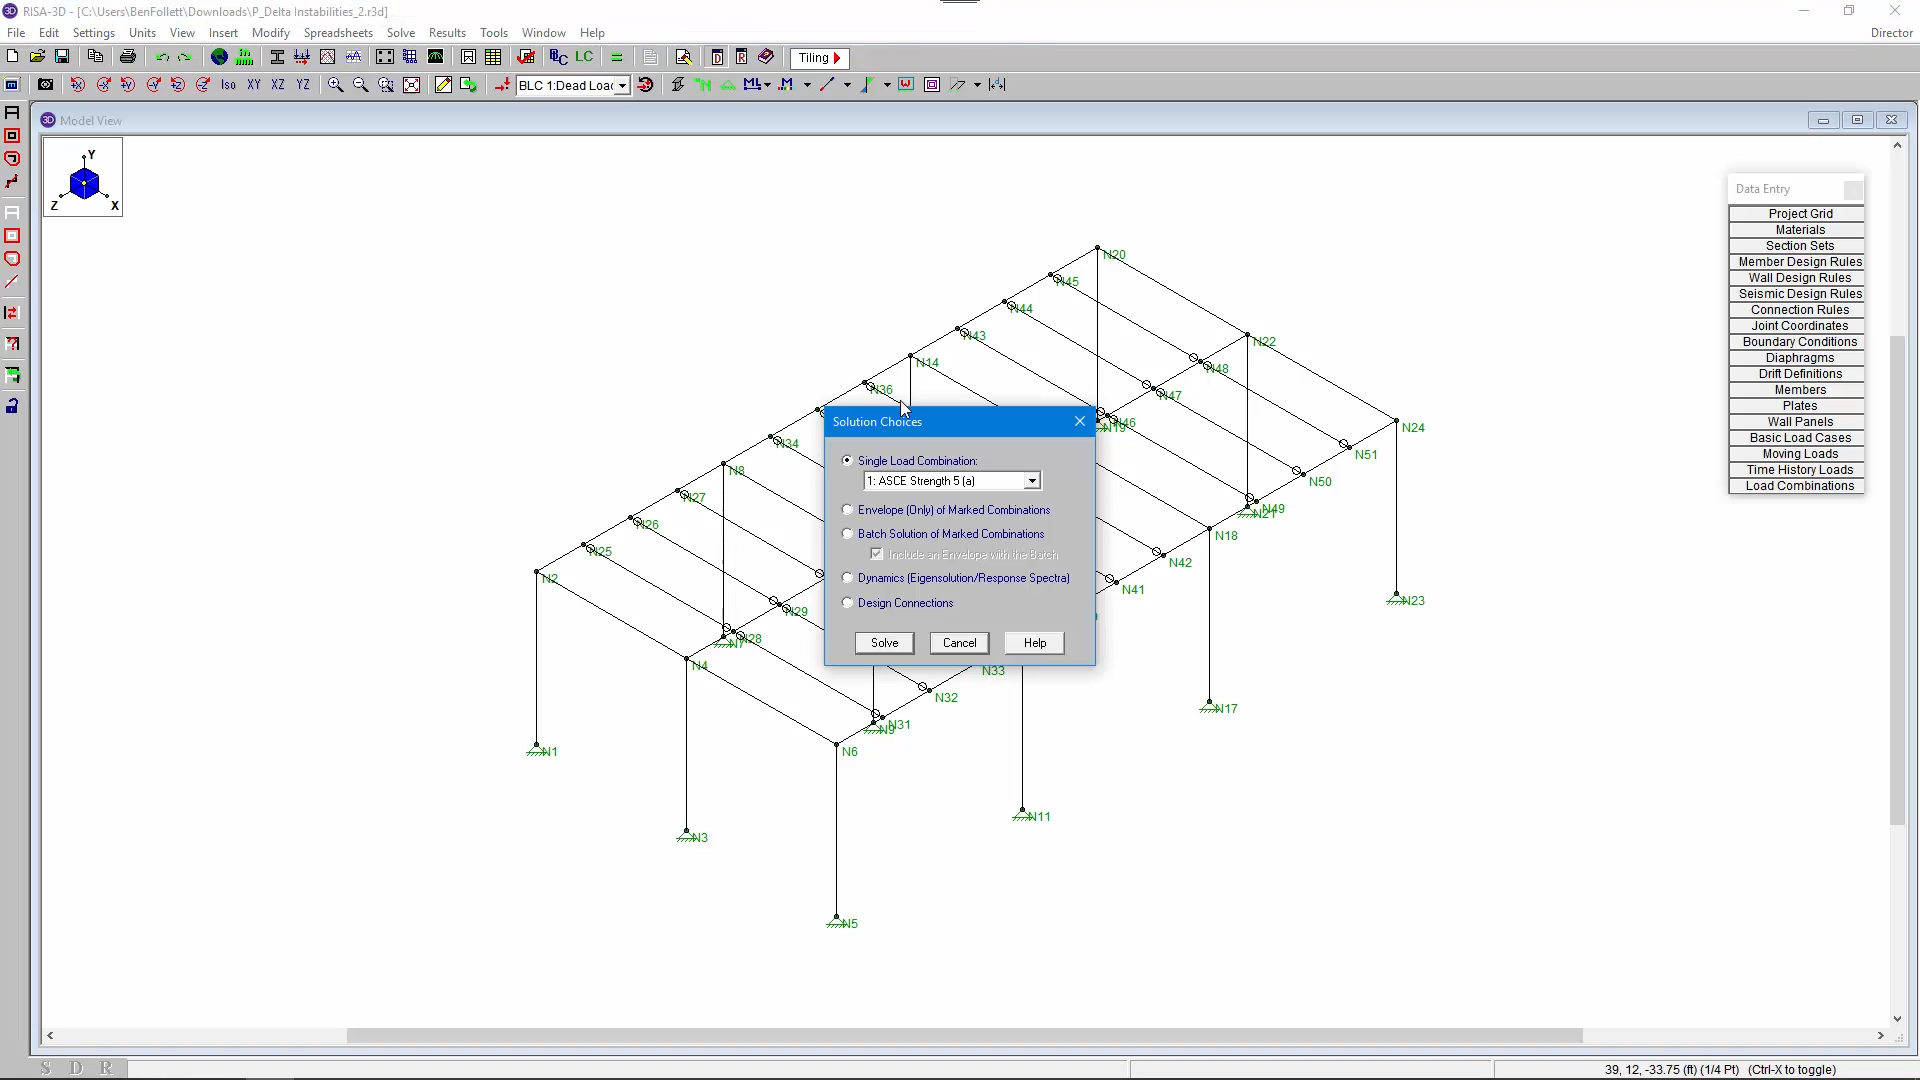 RISA-3D - [C:\Users\BenFollett\Downloads\P_Delta Instabilities_2.r3d]
File Edit Settings Units View Insert Modify Spreadsheets Solve Results Tools Window Help
Director
Tiling
Iso XY XZ YZ
BLC 1:Dead Load
Model View
Y
Z X
Data Entry
Project Grid
Materials
Section Sets
Member Design Rules
Wall Design Rules
Seismic Design Rules
Connection Rules
Joint Coordinates
Boundary Conditions
Diaphragms
Drift Definitions
Members
Plates
Wall Panels
Basic Load Cases
Moving Loads
Time History Loads
Load Combinations
N20
N45
N44
N43
N22
N14
N48
N36
N47
N46
N19
N24
N34
N51
N8
N50
N27
N49
N21
N26
N18
N25
N42
N2
N41
N23
N29
N28
N7
N4
N33
N32
N17
N31
N9
N1
N6
N11
N3
N5
Solution Choices
Single Load Combination:
1: ASCE Strength 5 (a)
Envelope (Only) of Marked Combinations
Batch Solution of Marked Combinations
Include an Envelope with the Batch
Dynamics (Eigensolution/Response Spectra)
Design Connections
Solve Cancel Help
S D R
39, 12, -33.75 (ft) (1/4 Pt) (Ctrl-X to toggle)